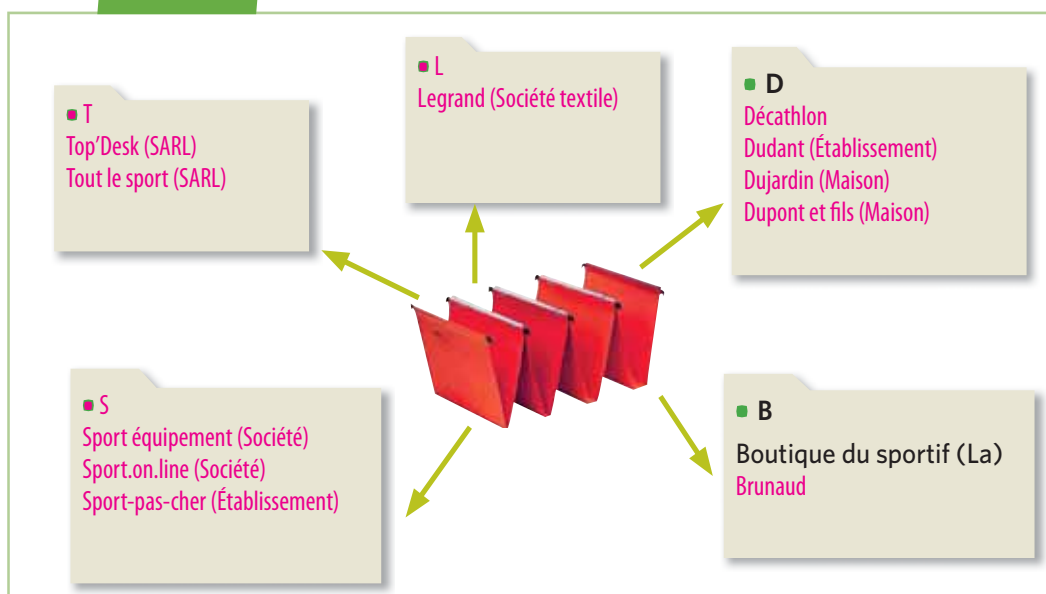 T
Top'Desk (SARL)
Tout le sport (SARL)
L
Legrand (Société textile)
D
Décathlon
Dudant (Établissement)
Dujardin (Maison)
Dupont et fils (Maison)
S
Sport équipement (Société)
Sport.on.line (Société)
Sport-pas-cher (Établissement)
B
Boutique du sportif (La)
Brunaud